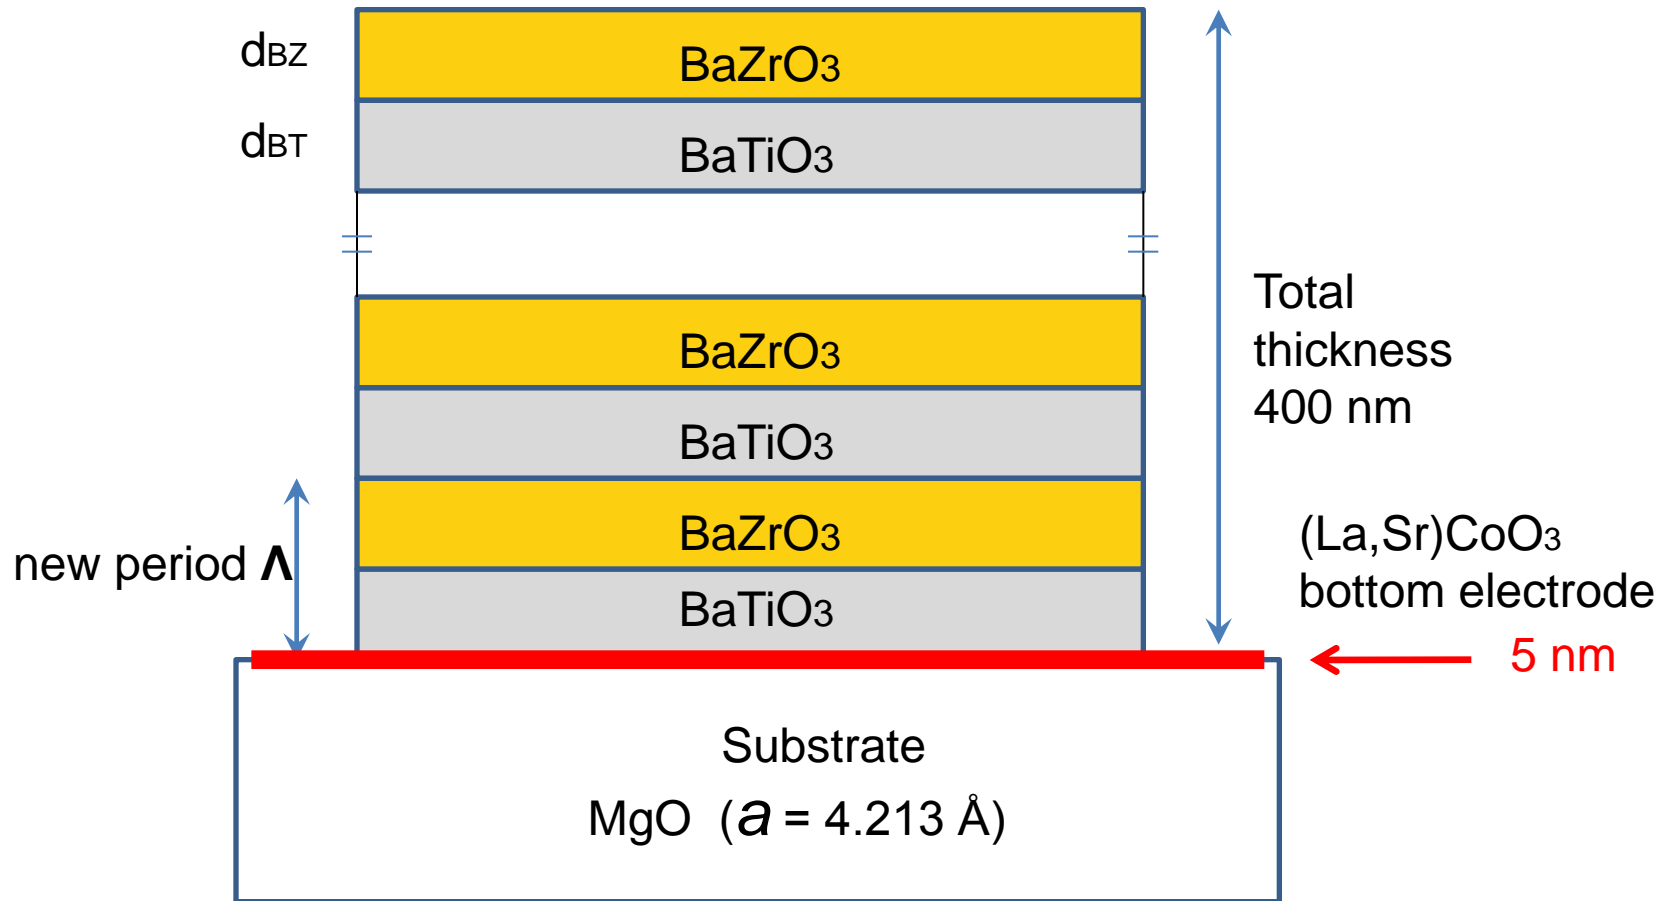 dBZ
BaZrO3
dBT
BaTiO3
BaZrO3
Total
thickness
400 nm
BaTiO3
BaZrO3
(La,Sr)CoO3
bottom electrode
new period Λ
BaTiO3
5 nm
Substrate
MgO (a = 4.213 Å)